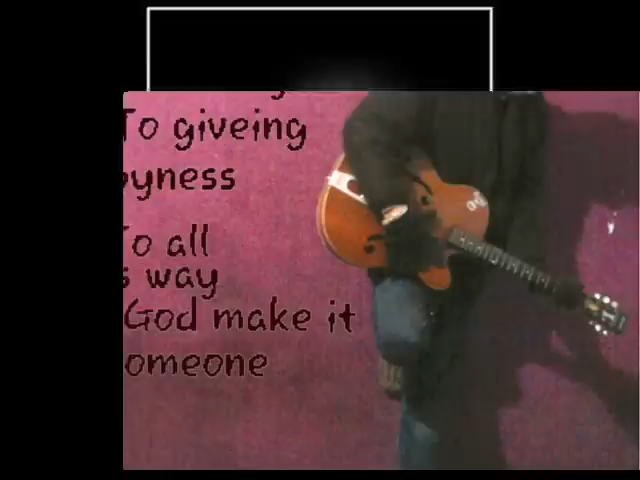 To giveing
yness
To all
s way
God make it
omeone